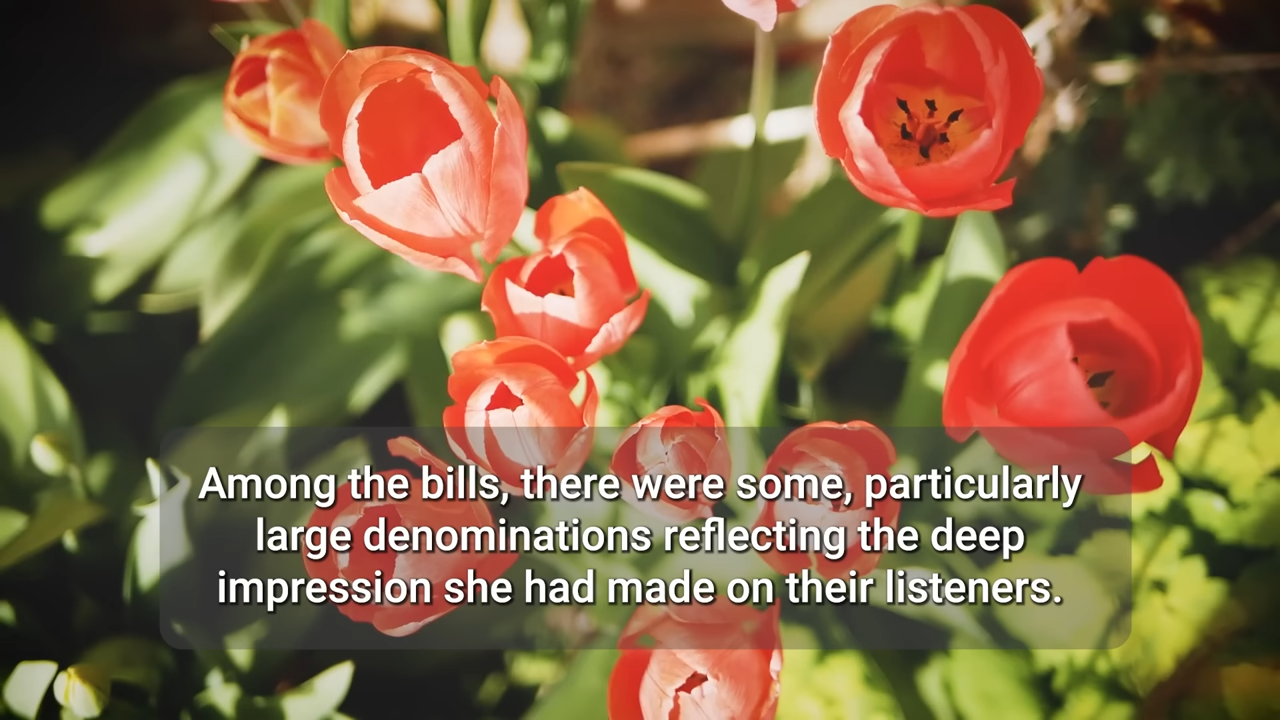 Among the bills, there were some, particularly
large denominations reflecting the deep
impression she had made on their listeners.